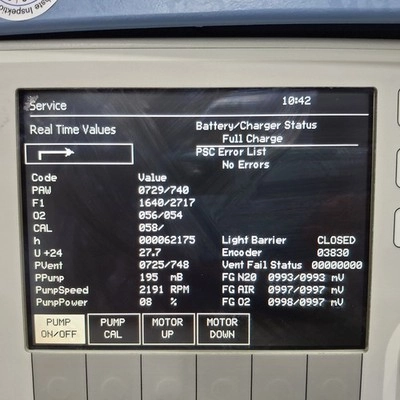 hste Inspektio
Service 10:42
Real Time Values
Battery/Charger Status
Full Charge
PSC Error List
No Errors
Code Value
PAW 0729/740
F1 1640/2717
O2 056/054
CAL 058/
h 000062175
U +24 27.7
PVent 0725/748
PPump 195 mB
PumpSpeed 2191 RPM
PumpPower 08 %
Light Barrier CLOSED
Encoder 03830
Vent Fail Status 00000000
FG N20 0993/0993 mV
FG AIR 0997/0997 mV
FG O2 0998/0997 mV
PUMP ON/OFF
PUMP CAL
MOTOR UP
MOTOR DOWN